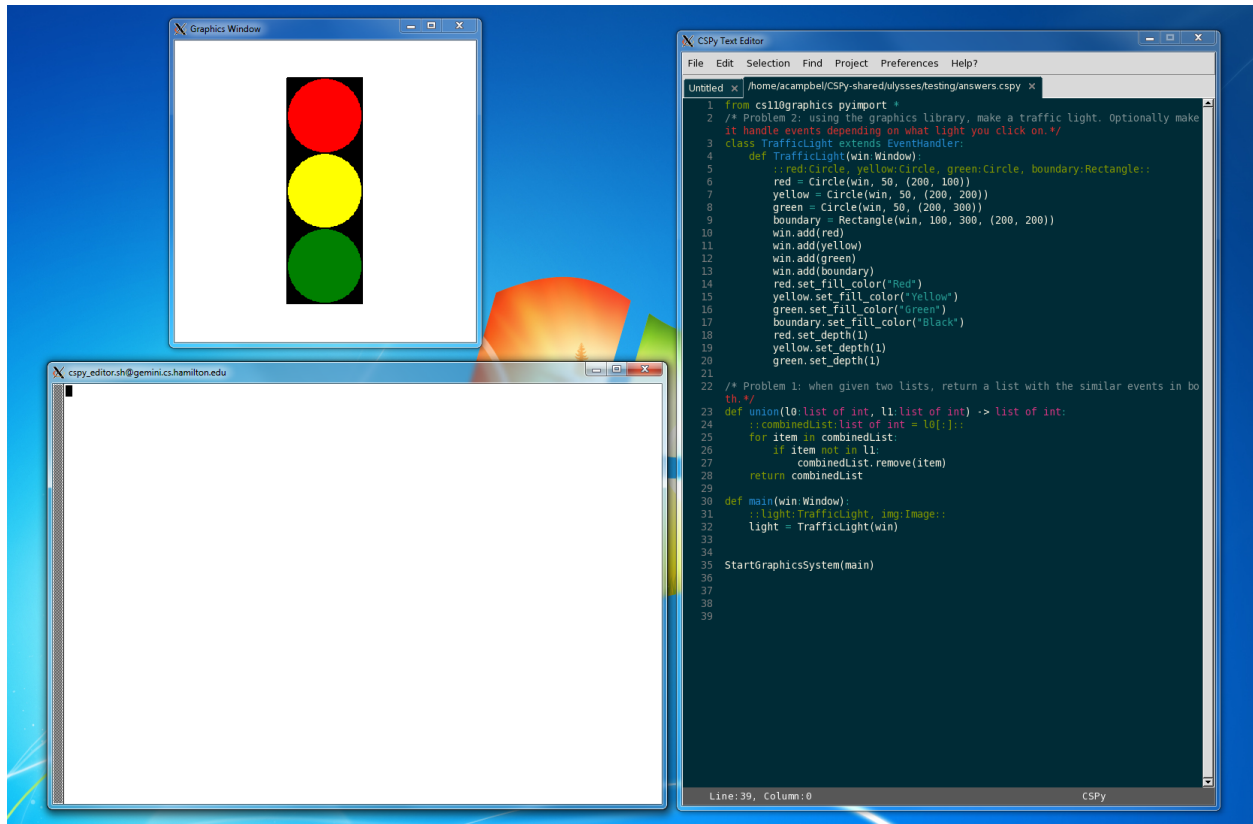 Graphics Window
cspy_editor.sh@gemini.cs.hamilton.edu
CSPy Text Editor
File Edit Selection Find Project Preferences Help?
Untitled × /home/acampbel/CSPy-shared/ulysses/testing/answers.cspy ×
1 from cs110graphics pyimport *
2 /* Problem 2: using the graphics library, make a traffic light. Optionally make
it handle events depending on what light you click on.*/
3 class TrafficLight extends EventHandler:
4     def TrafficLight(win:Window):
5         ::red:Circle, yellow:Circle, green:Circle, boundary:Rectangle::
6         red = Circle(win, 50, (200, 100))
7         yellow = Circle(win, 50, (200, 200))
8         green = Circle(win, 50, (200, 300))
9         boundary = Rectangle(win, 100, 300, (200, 200))
10         win.add(red)
11         win.add(yellow)
12         win.add(green)
13         win.add(boundary)
14         red.set_fill_color("Red")
15         yellow.set_fill_color("Yellow")
16         green.set_fill_color("Green")
17         boundary.set_fill_color("Black")
18         red.set_depth(1)
19         yellow.set_depth(1)
20         green.set_depth(1)
21
22 /* Problem 1: when given two lists, return a list with the similar events in bo
th.*/
23 def union(l0:list of int, l1:list of int) -> list of int:
24     ::combinedList:list of int = l0[:]::
25     for item in combinedList:
26         if item not in l1:
27             combinedList.remove(item)
28     return combinedList
29
30 def main(win:Window):
31     ::light:TrafficLight, img:Image::
32     light = TrafficLight(win)
33
34
35 StartGraphicsSystem(main)
36
37
38
39
Line:39, Column:0 CSPy